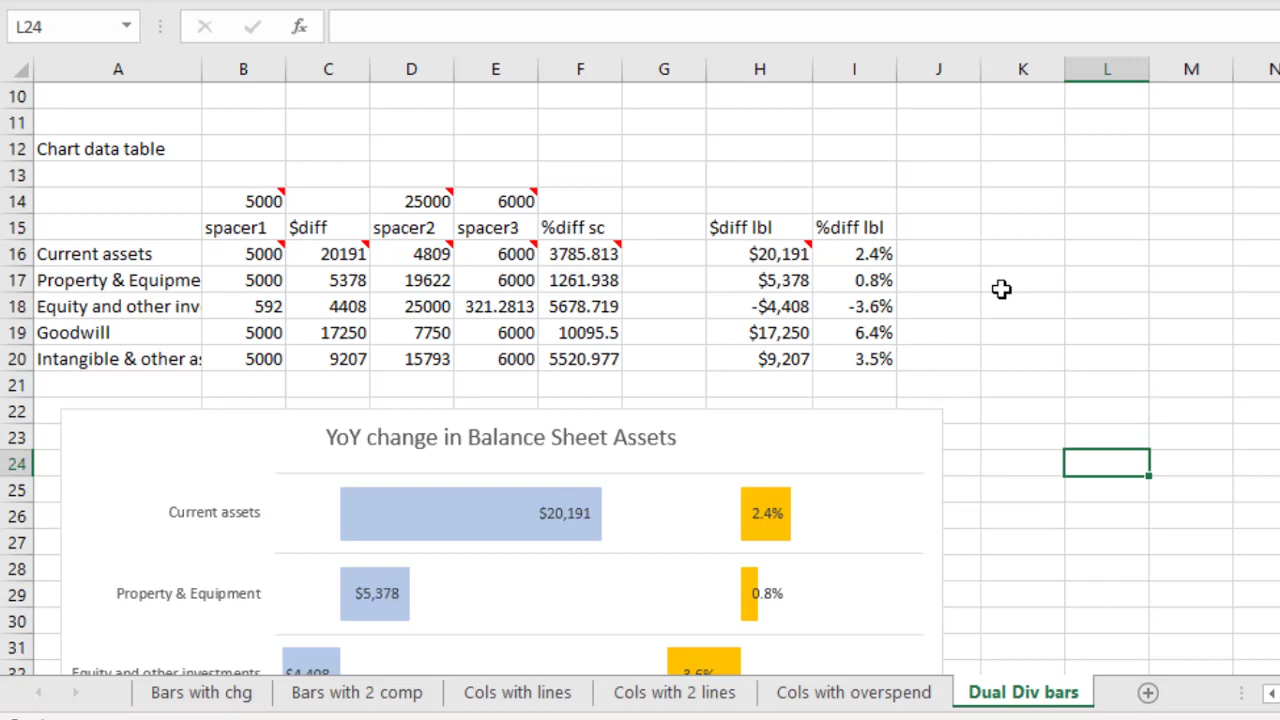 L24 fx
A B C D E F G H I J K L M N
10
11
12 Chart data table
13
14 5000 25000 6000
15 spacer1 $diff spacer2 spacer3 %diff sc $diff lbl %diff lbl
16 Current assets 5000 20191 4809 6000 3785.813 $20,191 2.4%
17 Property & Equipme 5000 5378 19622 6000 1261.938 $5,378 0.8%
18 Equity and other inv 592 4408 25000 321.2813 5678.719 -$4,408 -3.6%
19 Goodwill 5000 17250 7750 6000 10095.5 $17,250 6.4%
20 Intangible & other as 5000 9207 15793 6000 5520.977 $9,207 3.5%
21
22
23 YoY change in Balance Sheet Assets
24
25
26 Current assets $20,191 2.4%
27
28
29 Property & Equipment $5,378 0.8%
30
31
32 Equity and other investments $4,408 3.6%
Bars with chg Bars with 2 comp Cols with lines Cols with 2 lines Cols with overspend Dual Div bars